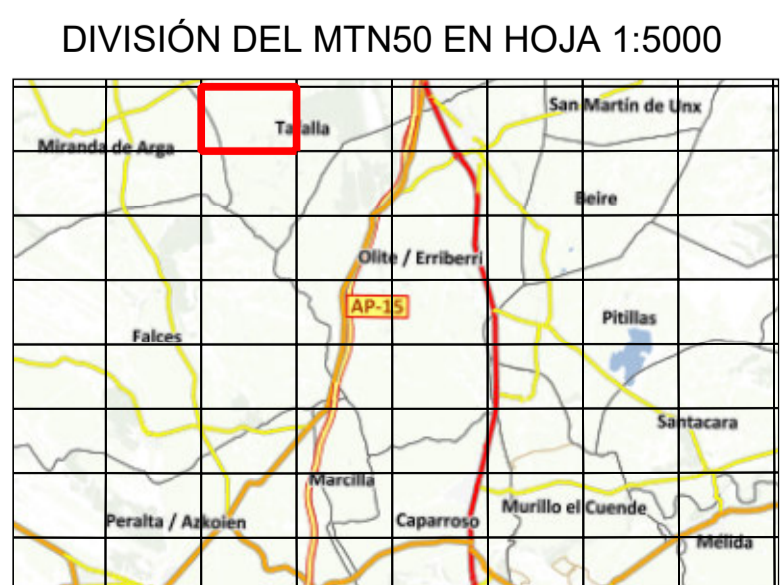 DIVISIÓN DEL MTN50 EN HOJA 1:5000
San Martín de Unx
Tafalla
Miranda de Arga
Beire
Olite / Erriberri
AP-15
Pitillas
Falces
Santacara
Marcilla
Murillo el Cuende
Peralta / Azkoien
Caparroso
Mélida